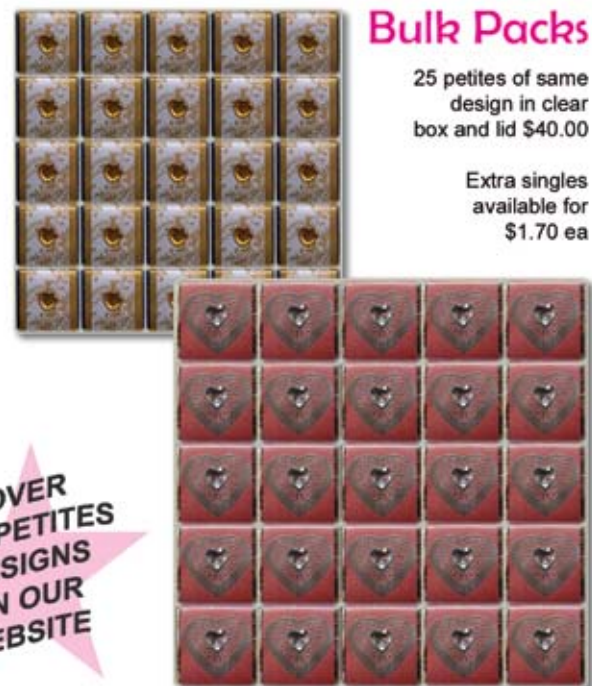 Bulk Packs
25 petites of same
design in clear
box and lid $40.00
Extra singles
available for
$1.70 ea
OVER
PETITES
SIGNS
OUR